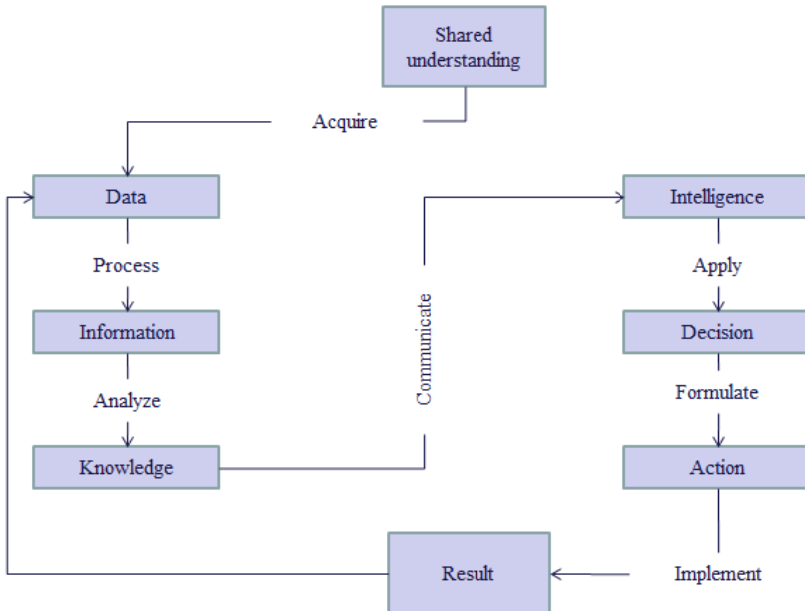 Shared
understanding
Acquire
Data
Process
Information
Analyze
Knowledge
Communicate
Intelligence
Apply
Decision
Formulate
Action
Implement
Result